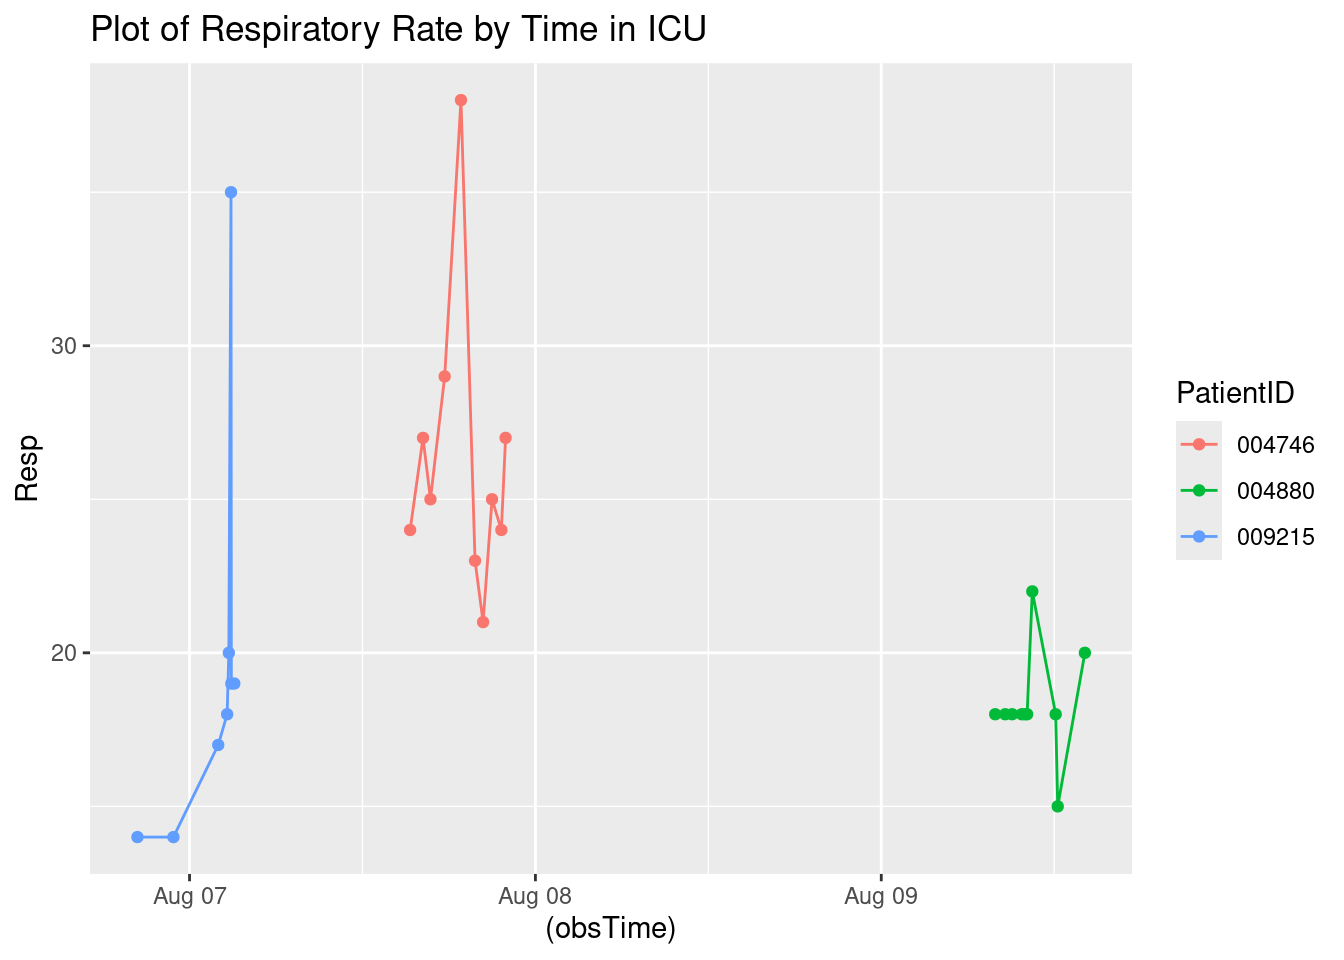 Plot of Respiratory Rate by Time in ICU
Resp
30
20
Aug 07
Aug 08
Aug 09
(obsTime)
PatientID
004746
004880
009215